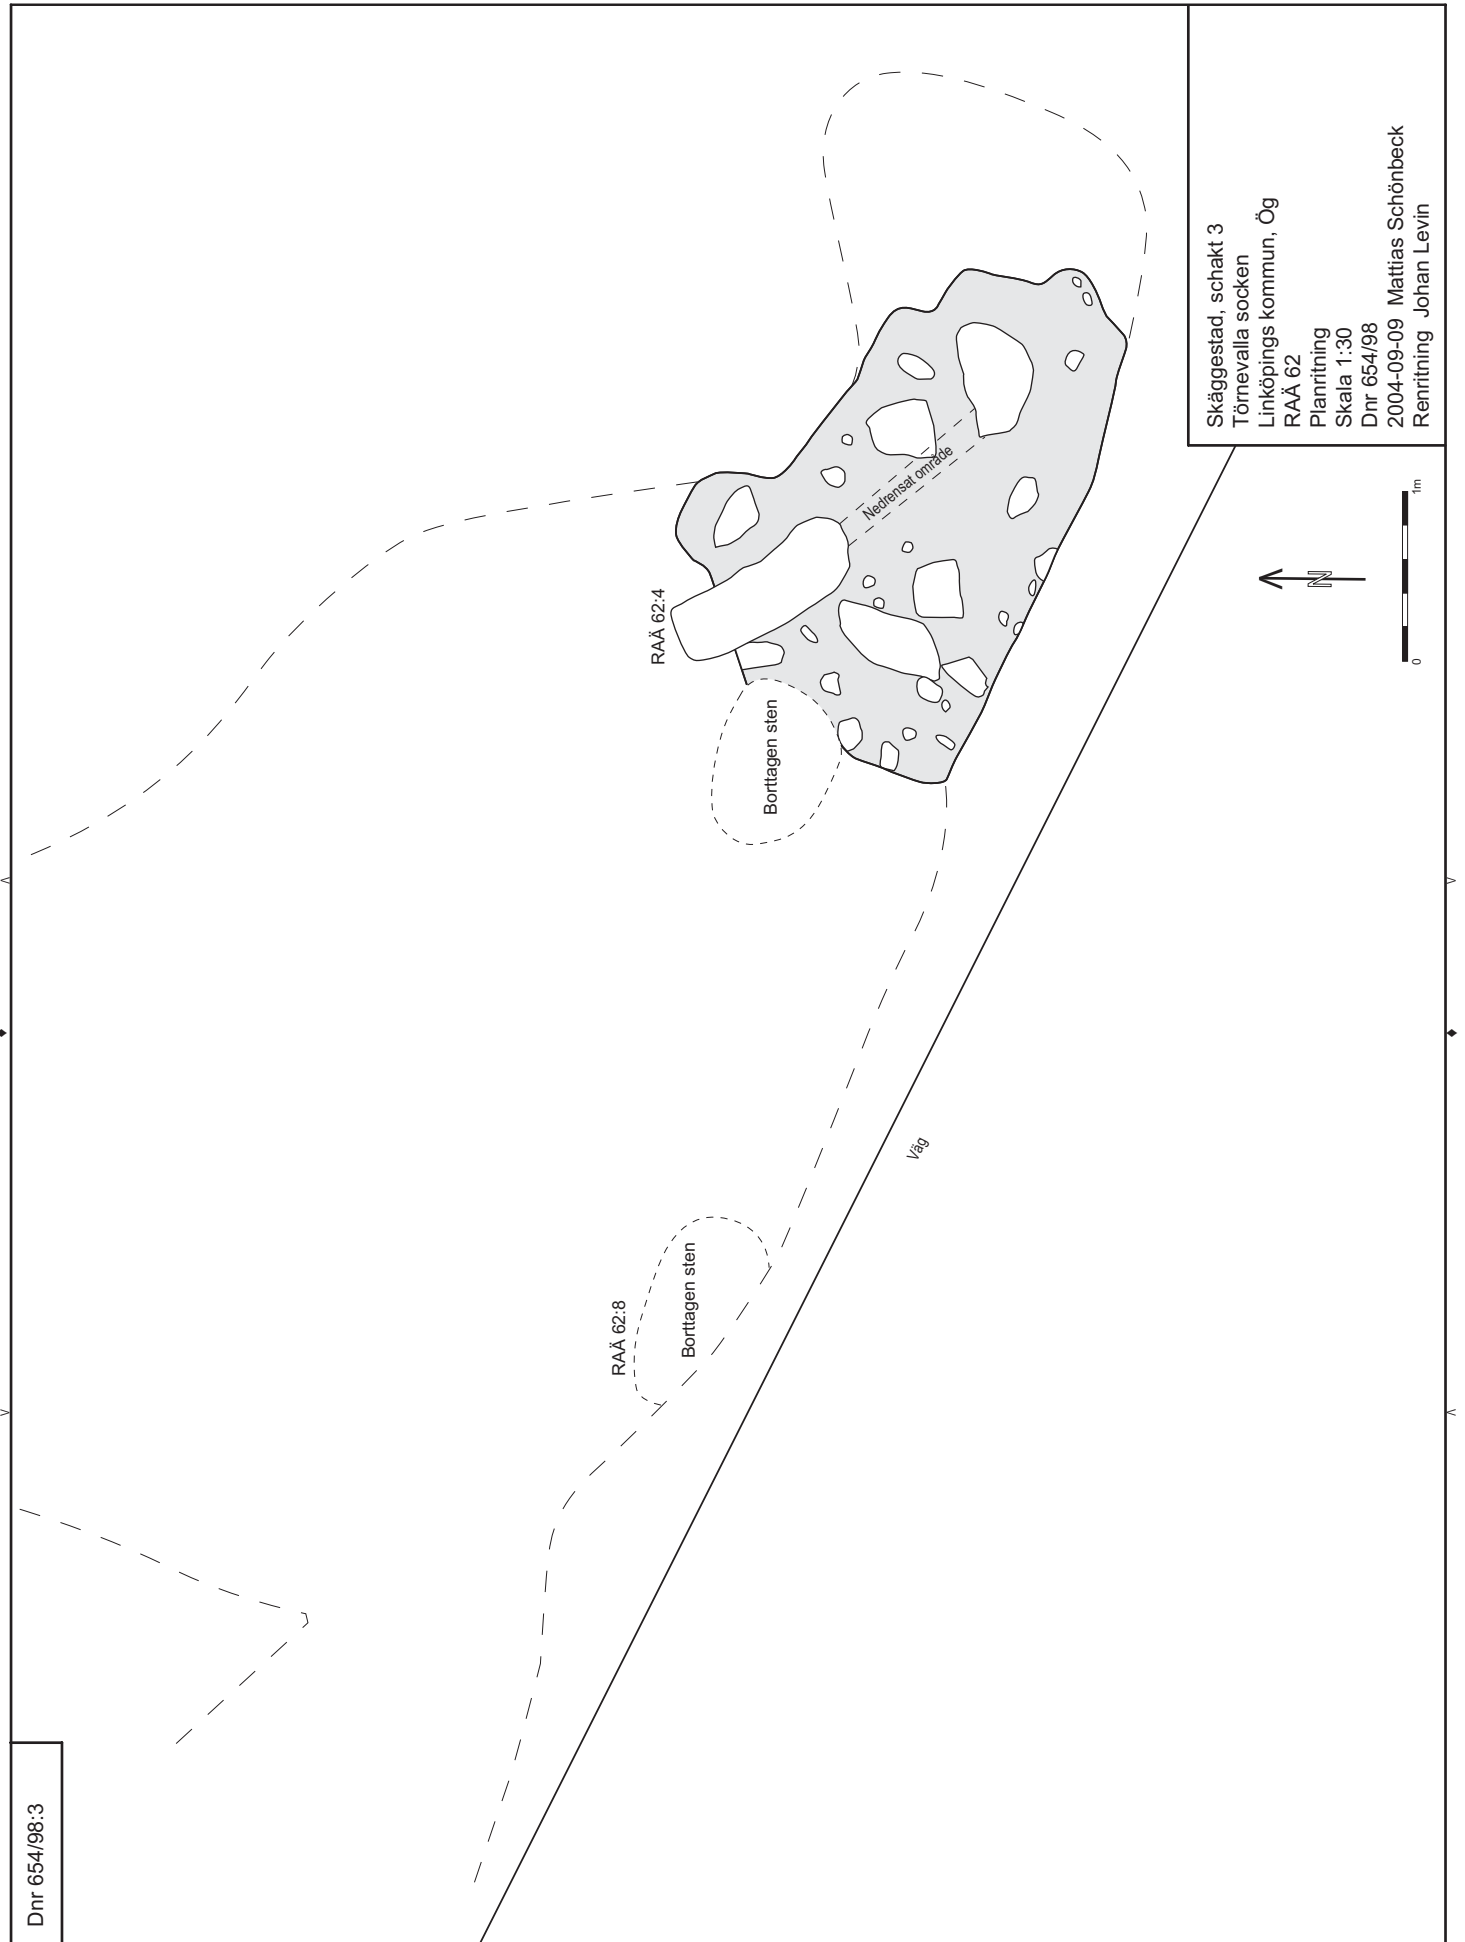 Dnr 654/98:3
RAÄ 62:4
Borttagen sten
Nedrensat område
RAÄ 62:8
Borttagen sten
Väg
N
0 1m
Skäggestad, schakt 3
Törnevalla socken
Linköpings kommun, Ög
RAÄ 62
Planritning
Skala 1:30
Dnr 654/98
2004-09-09 Mattias Schönbeck
Renritning Johan Levin